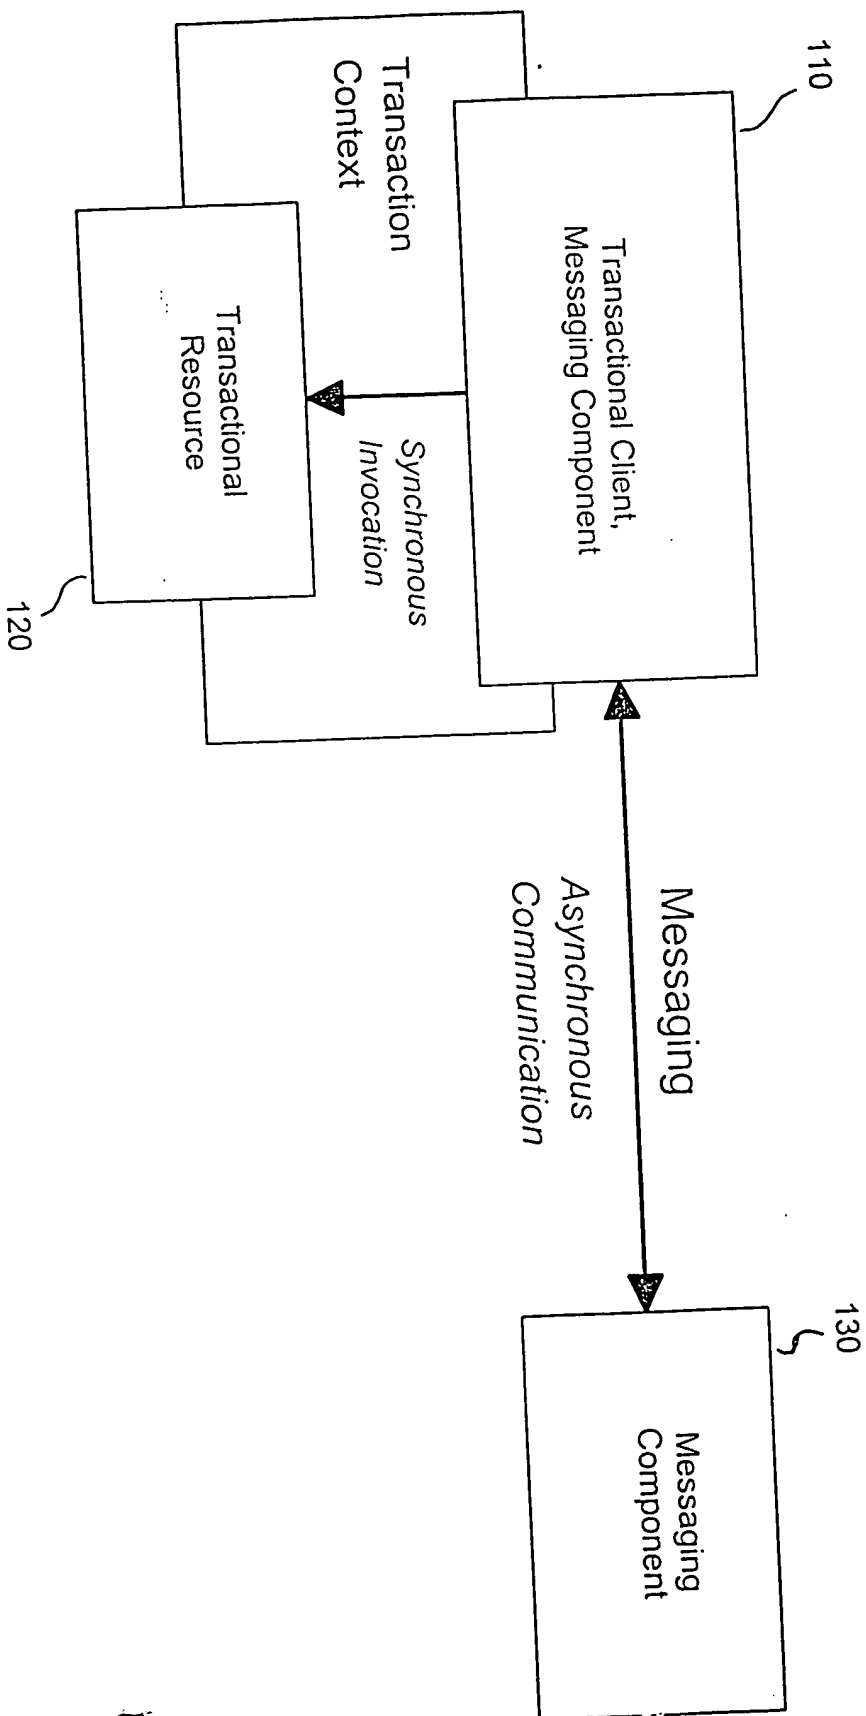 110
Transactional Client,
Messaging Component
Messaging
Asynchronous
Communication
130
Messaging
Component
Transaction
Context
Synchronous
Invocation
Transactional
Resource
120